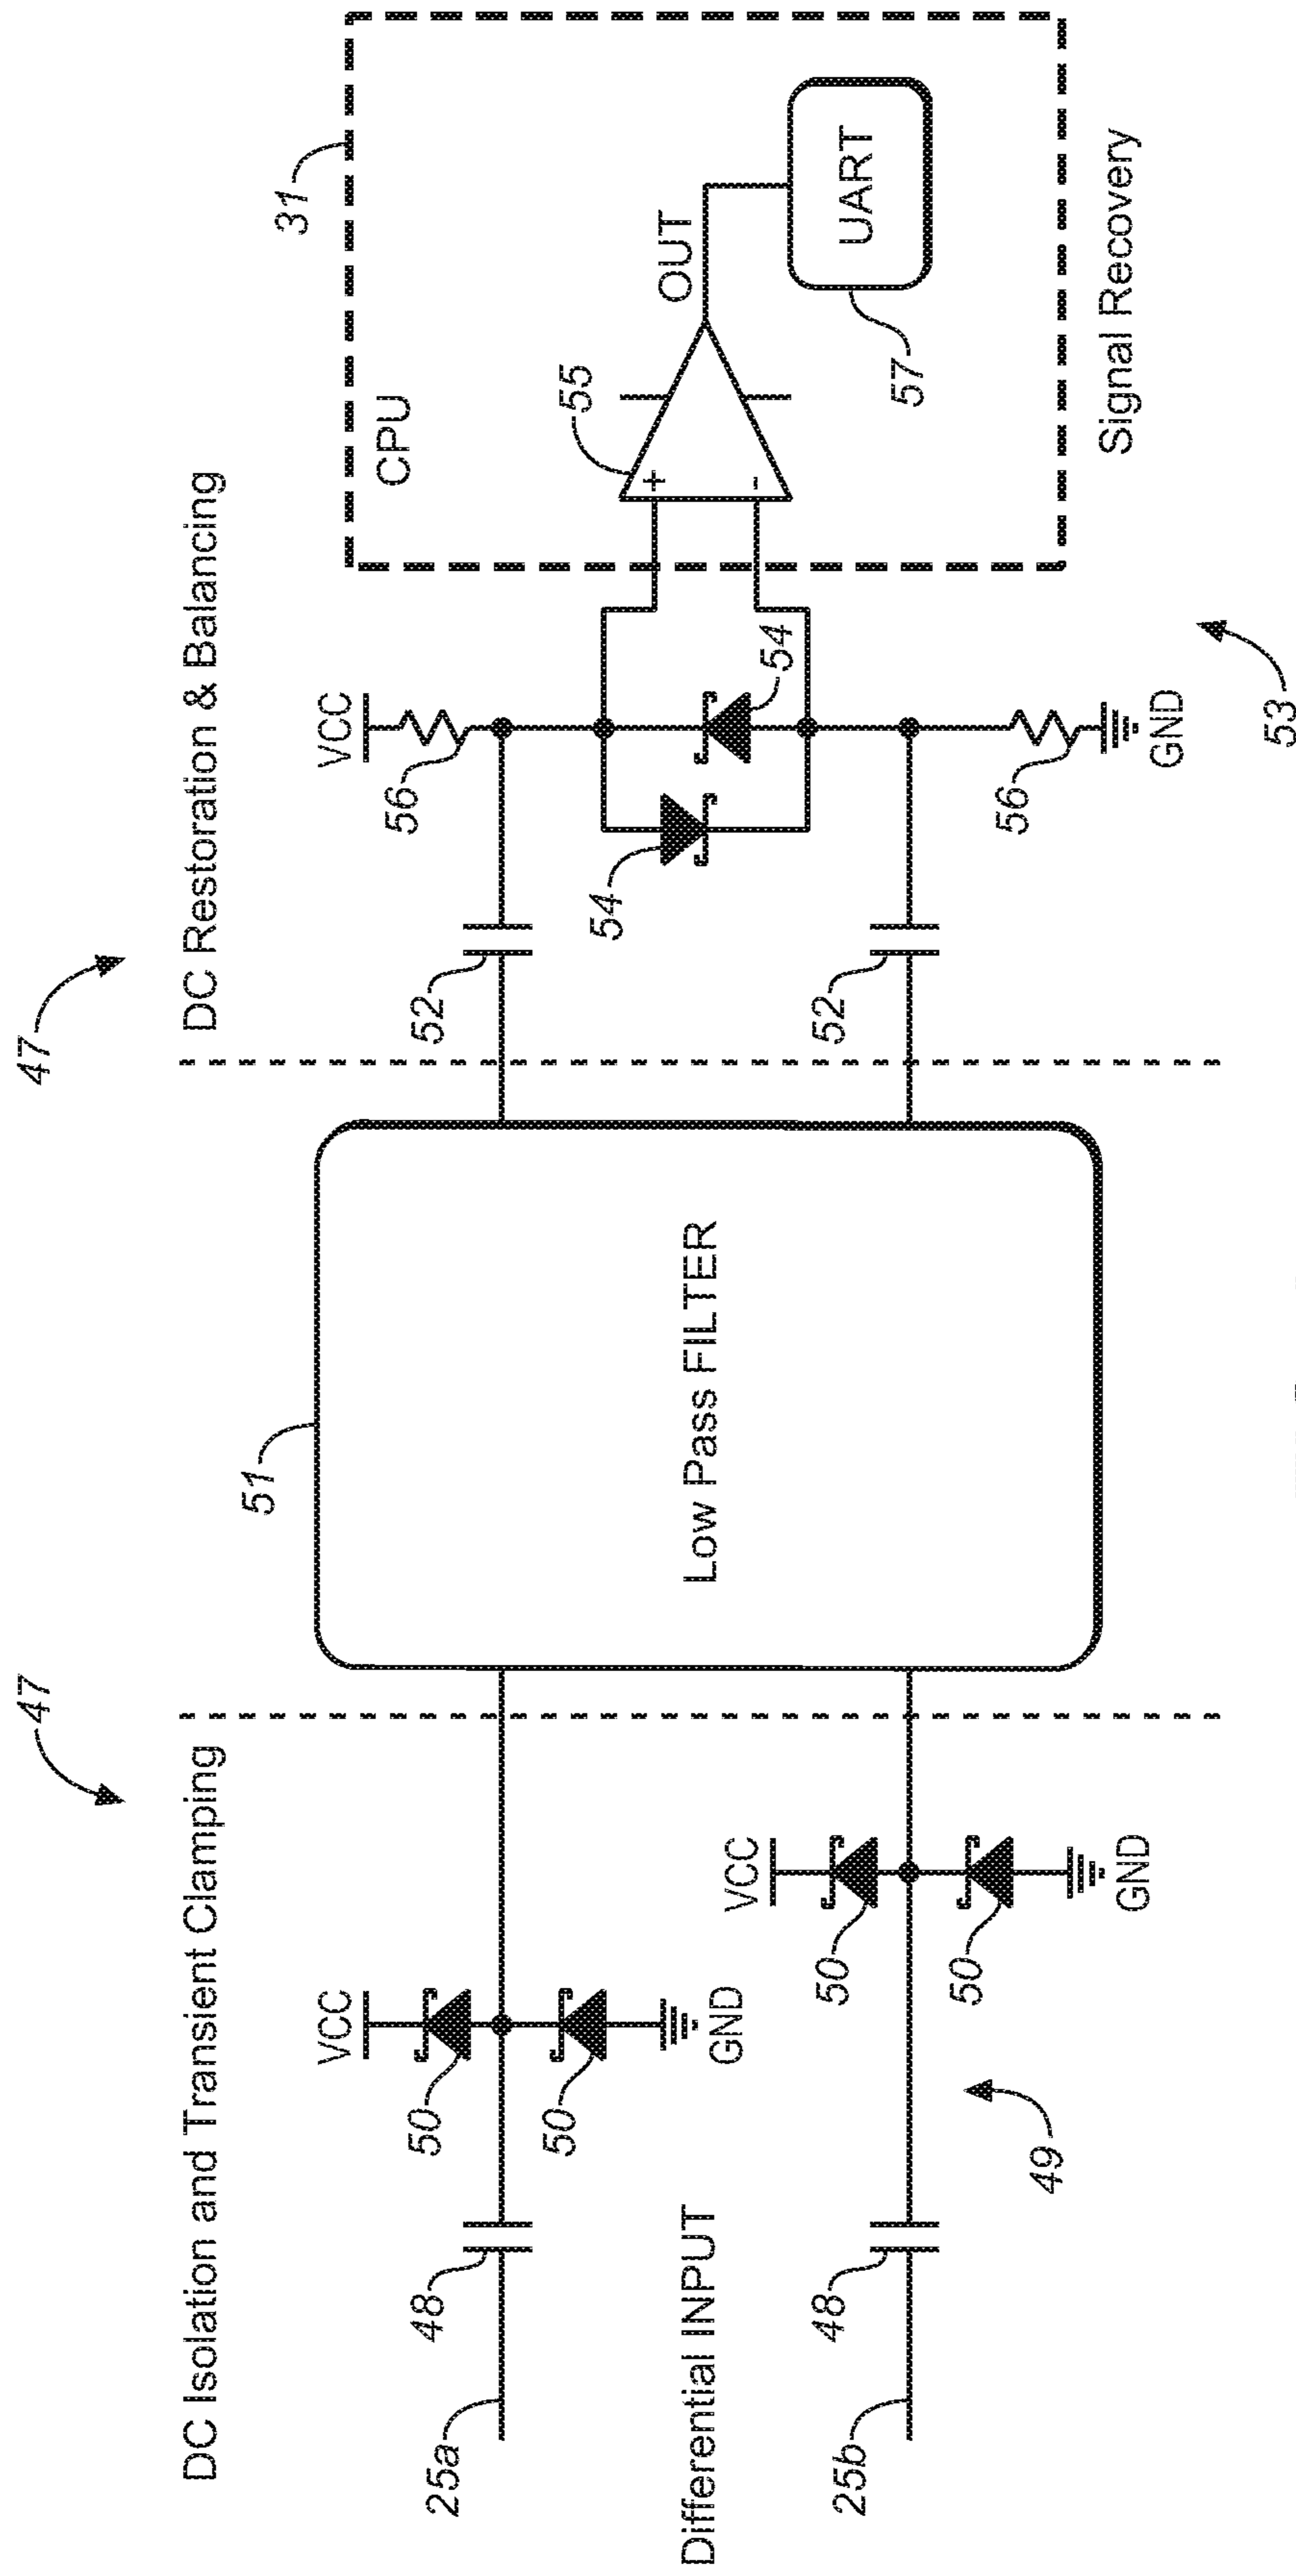 47
47
DC Isolation and Transient Clamping
DC Restoration & Balancing
51
31
VCC
VCC
CPU
50
56
25a
48
52
55
50
54
OUT
Differential INPUT
GND
Low Pass FILTER
+
-
VCC
54
50
25b
48
52
UART
50
57
56
49
GND
GND
Signal Recovery
53